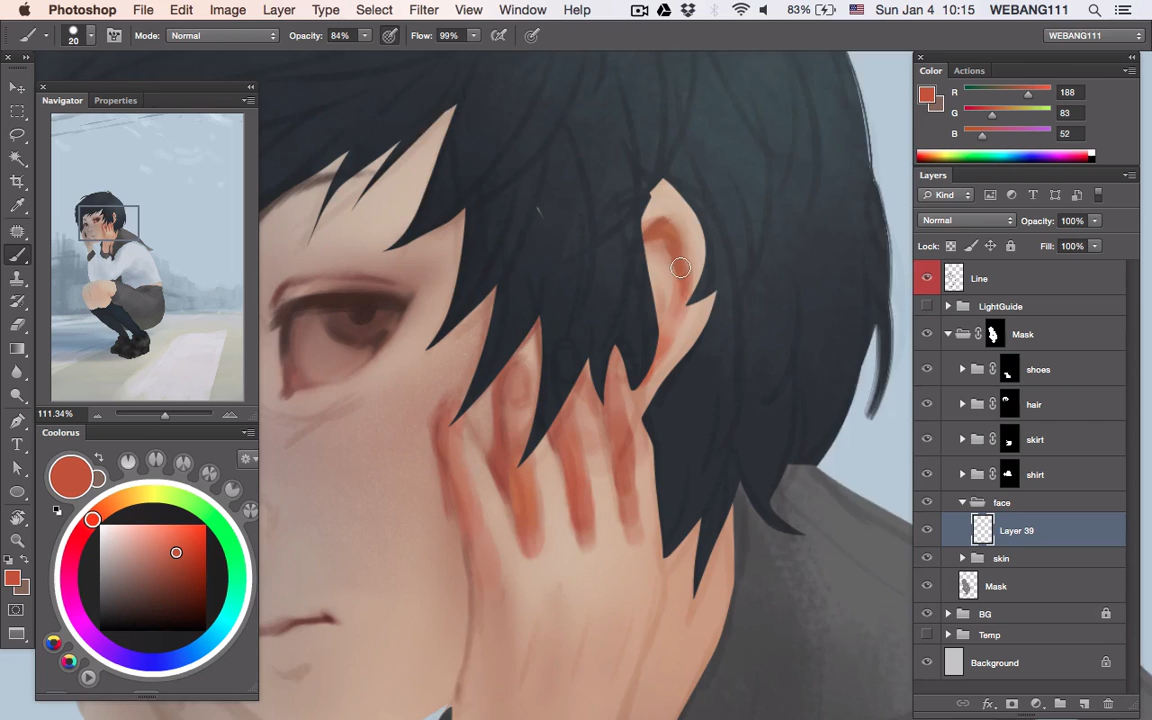 Photoshop File Edit Image Layer Type Select Filter View Window Help 83% Sun Jan 4 10:15 WEBANG111
20 Mode: Normal Opacity: 84% Flow: 99% WEBANG111
Navigator Properties
111.34%
Coolorus
Color Actions
R 188
G 83
B 52
Layers
Kind
Normal Opacity: 100%
Lock: Fill: 100%
Line
LightGuide
Mask
shoes
hair
skirt
shirt
face
Layer 39
skin
Mask
BG
Temp
Background
fx